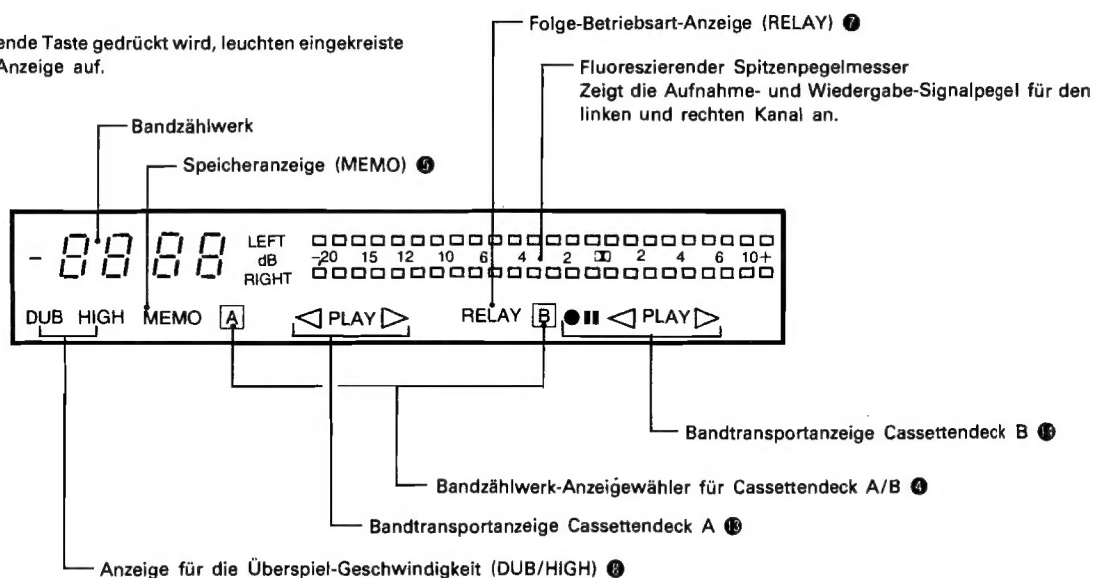 ende Taste gedrückt wird, leuchten eingekreiste
Anzeige auf.
Folge-Betriebsart-Anzeige (RELAY) ❼
Fluoreszierender Spitzenpegelmesser
Zeigt die Aufnahme- und Wiedergabe-Signalpegel für den
linken und rechten Kanal an.
Bandzählwerk
Speicheranzeige (MEMO) ❺
- 88 88
LEFT
dB -20 15 12 10 6 4 2 2 4 6 10+
RIGHT
DUB HIGH MEMO A ◁ PLAY ▷ RELAY B ●II ◁ PLAY ▷
Bandtransportanzeige Cassettendeck B
Bandzählwerk-Anzeigewähler für Cassettendeck A/B ❹
Bandtransportanzeige Cassettendeck A ⓭
Anzeige für die Überspiel-Geschwindigkeit (DUB/HIGH) ❽